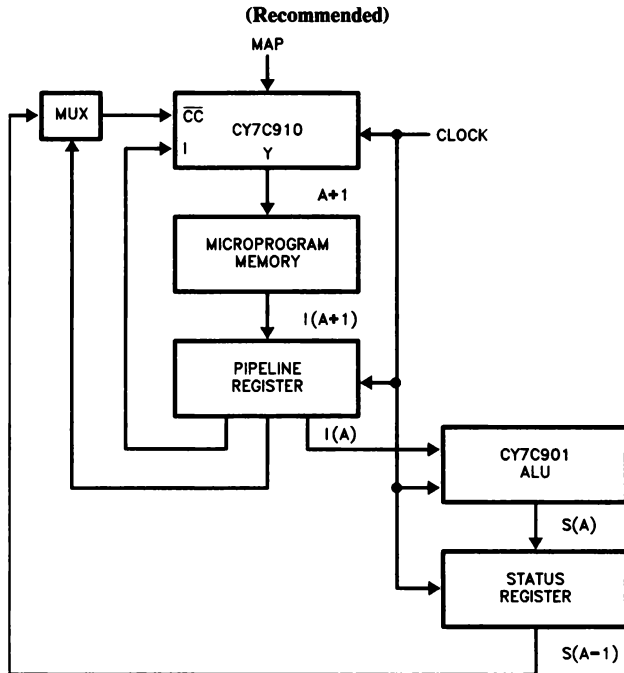 (Recommended)
MAP
MUX
CC
CY7C910
CLOCK
I
Y
A+1
MICROPROGRAM
MEMORY
I(A+1)
PIPELINE
REGISTER
I(A)
CY7C901
ALU
S(A)
STATUS
REGISTER
S(A-1)